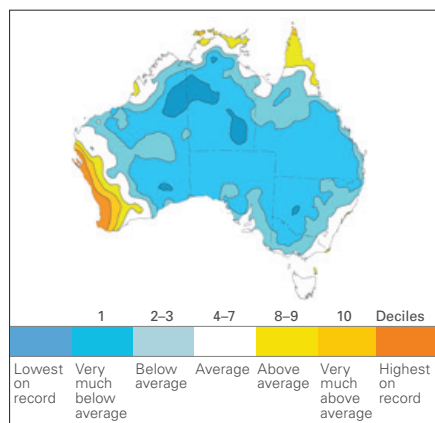 1 2–3 4–7 8–9 10 Deciles
Lowest on record
Very much below average
Below average
Average
Above average
Very much above average
Highest on record